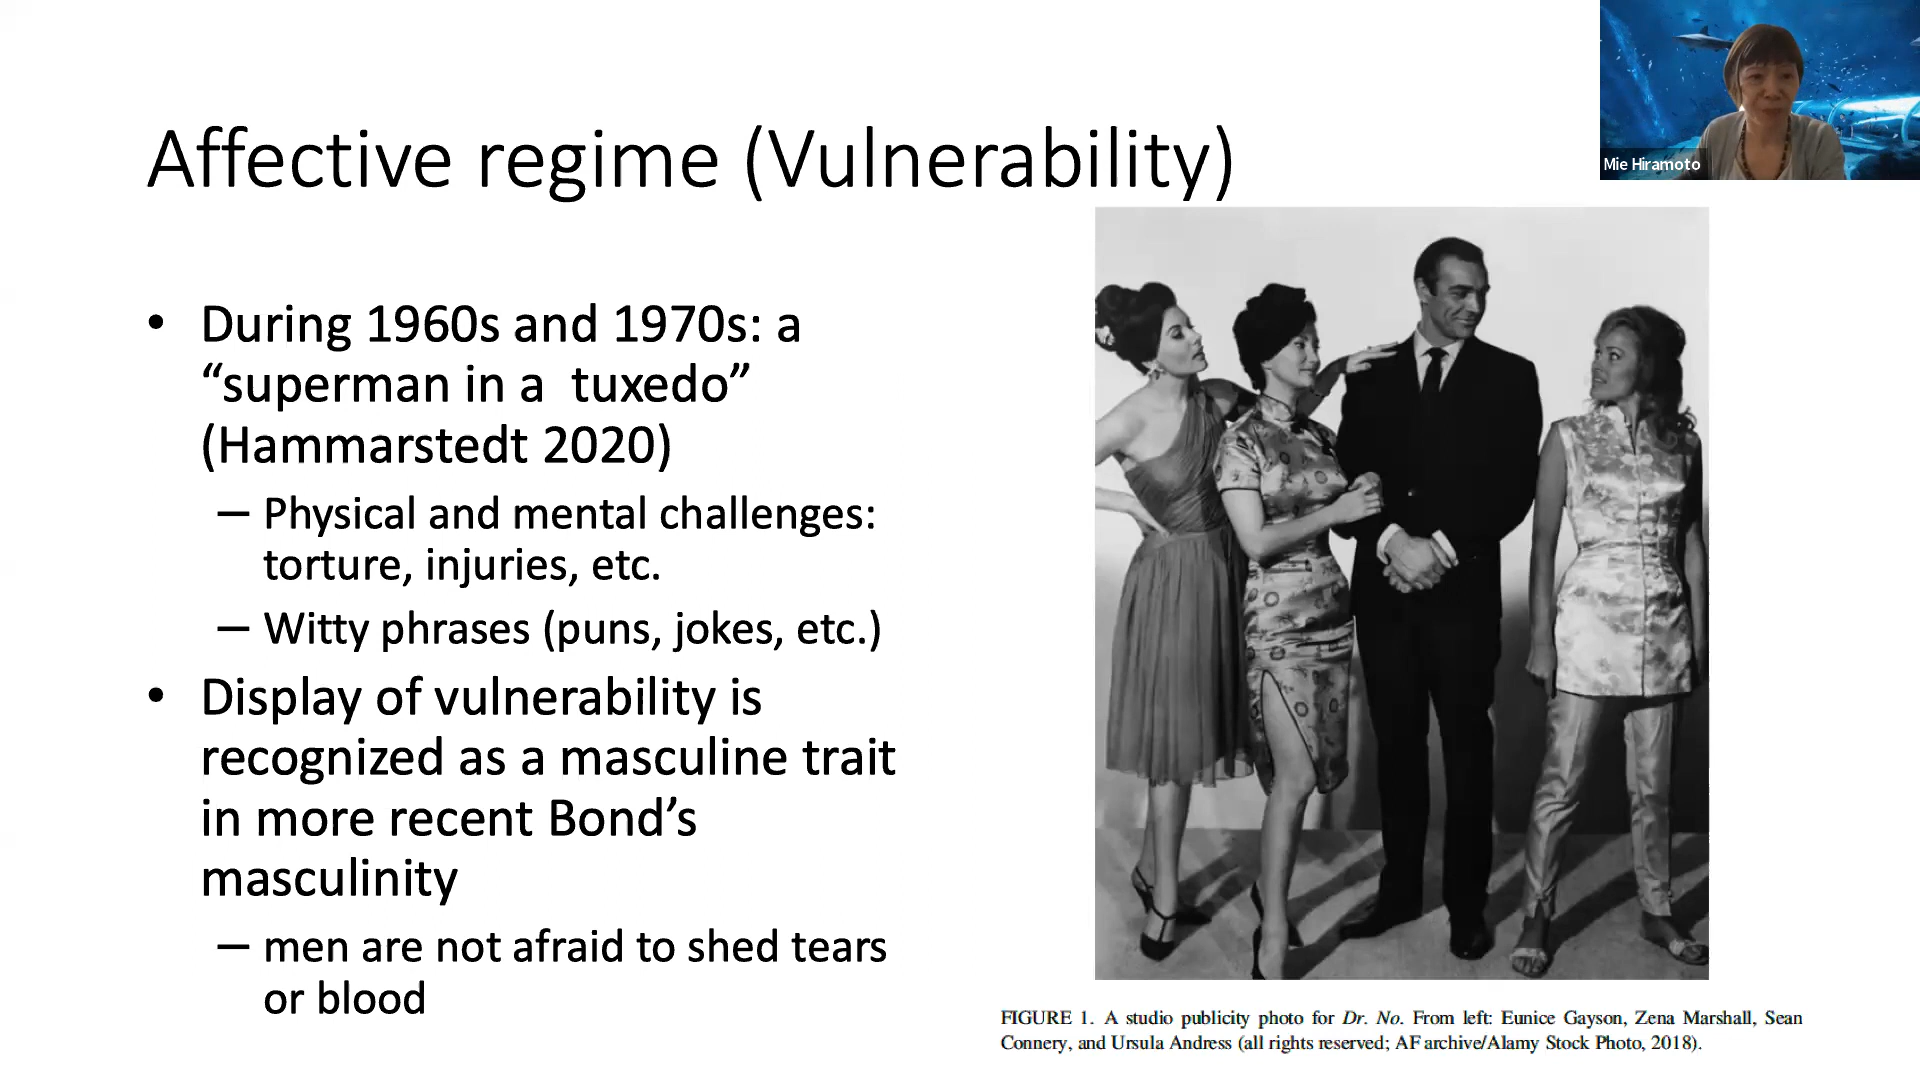 Affective regime (Vulnerability)
Mie Hiramoto
• During 1960s and 1970s: a
“superman in a  tuxedo”
(Hammarstedt 2020)
– Physical and mental challenges:
torture, injuries, etc.
– Witty phrases (puns, jokes, etc.)
• Display of vulnerability is
recognized as a masculine trait
in more recent Bond’s
masculinity
– men are not afraid to shed tears
or blood
FIGURE 1. A studio publicity photo for Dr. No. From left: Eunice Gayson, Zena Marshall, Sean
Connery, and Ursula Andress (all rights reserved; AF archive/Alamy Stock Photo, 2018).